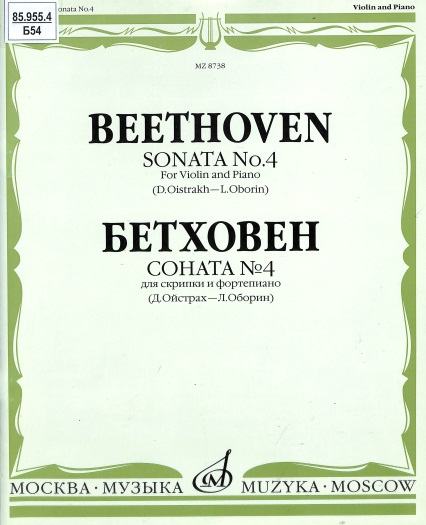 85.955.4
Б54
onata No.4
Violin and Piano
MZ 8738
BEETHOVEN
SONATA No.4
For Violin and Piano
(D.Oistrakh—L.Oborin)
БЕТХОВЕН
СОНАТА №4
для скрипки и фортепиано
(Д.Ойстрах—Л.Оборин)
МОСКВА · МУЗЫКА
MUZYKA · MOSCOW